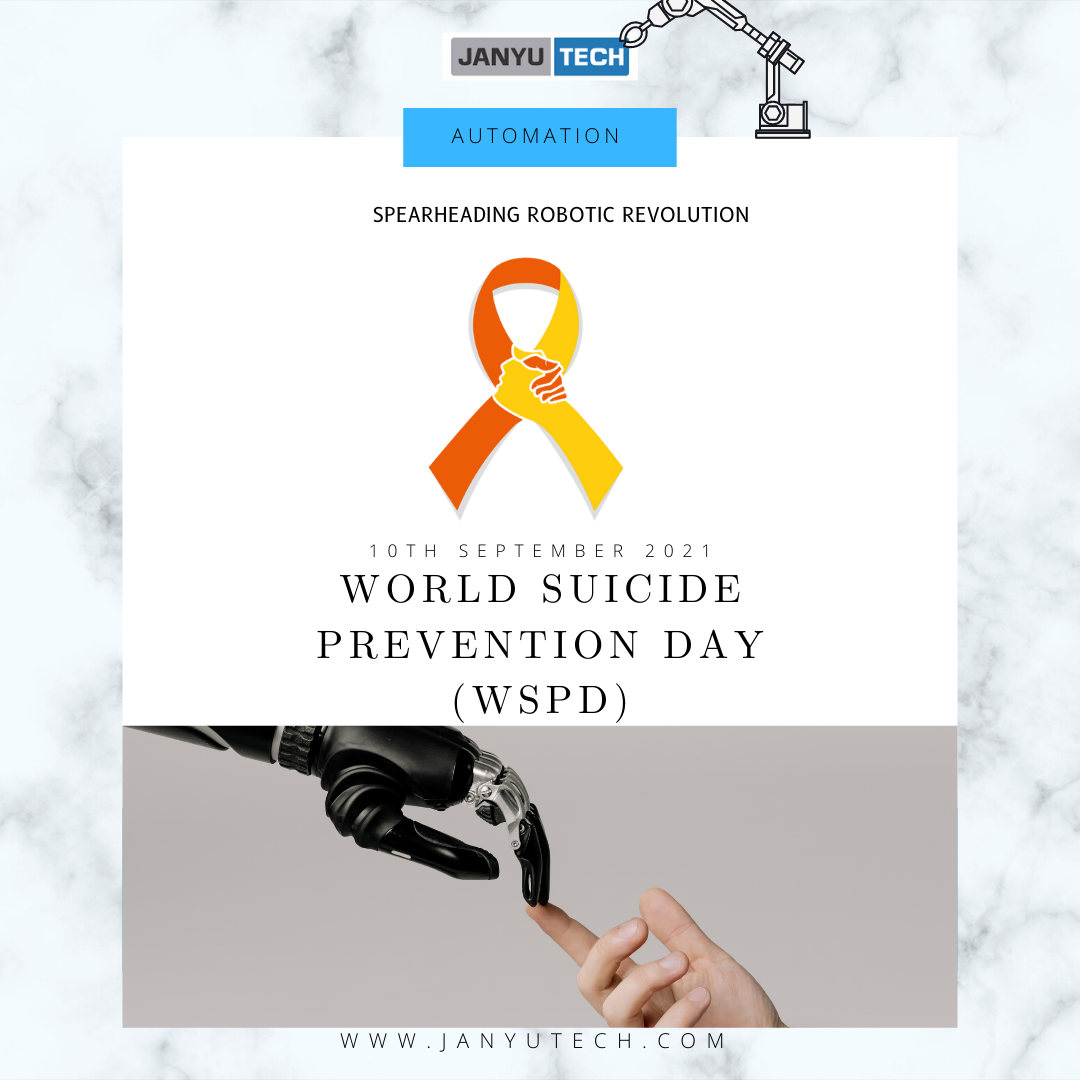 JANYU TECH
AUTOMATION
SPEARHEADING ROBOTIC REVOLUTION
10TH SEPTEMBER 2021
WORLD SUICIDE
PREVENTION DAY
(WSPD)
WWW.JANYUTECH.COM